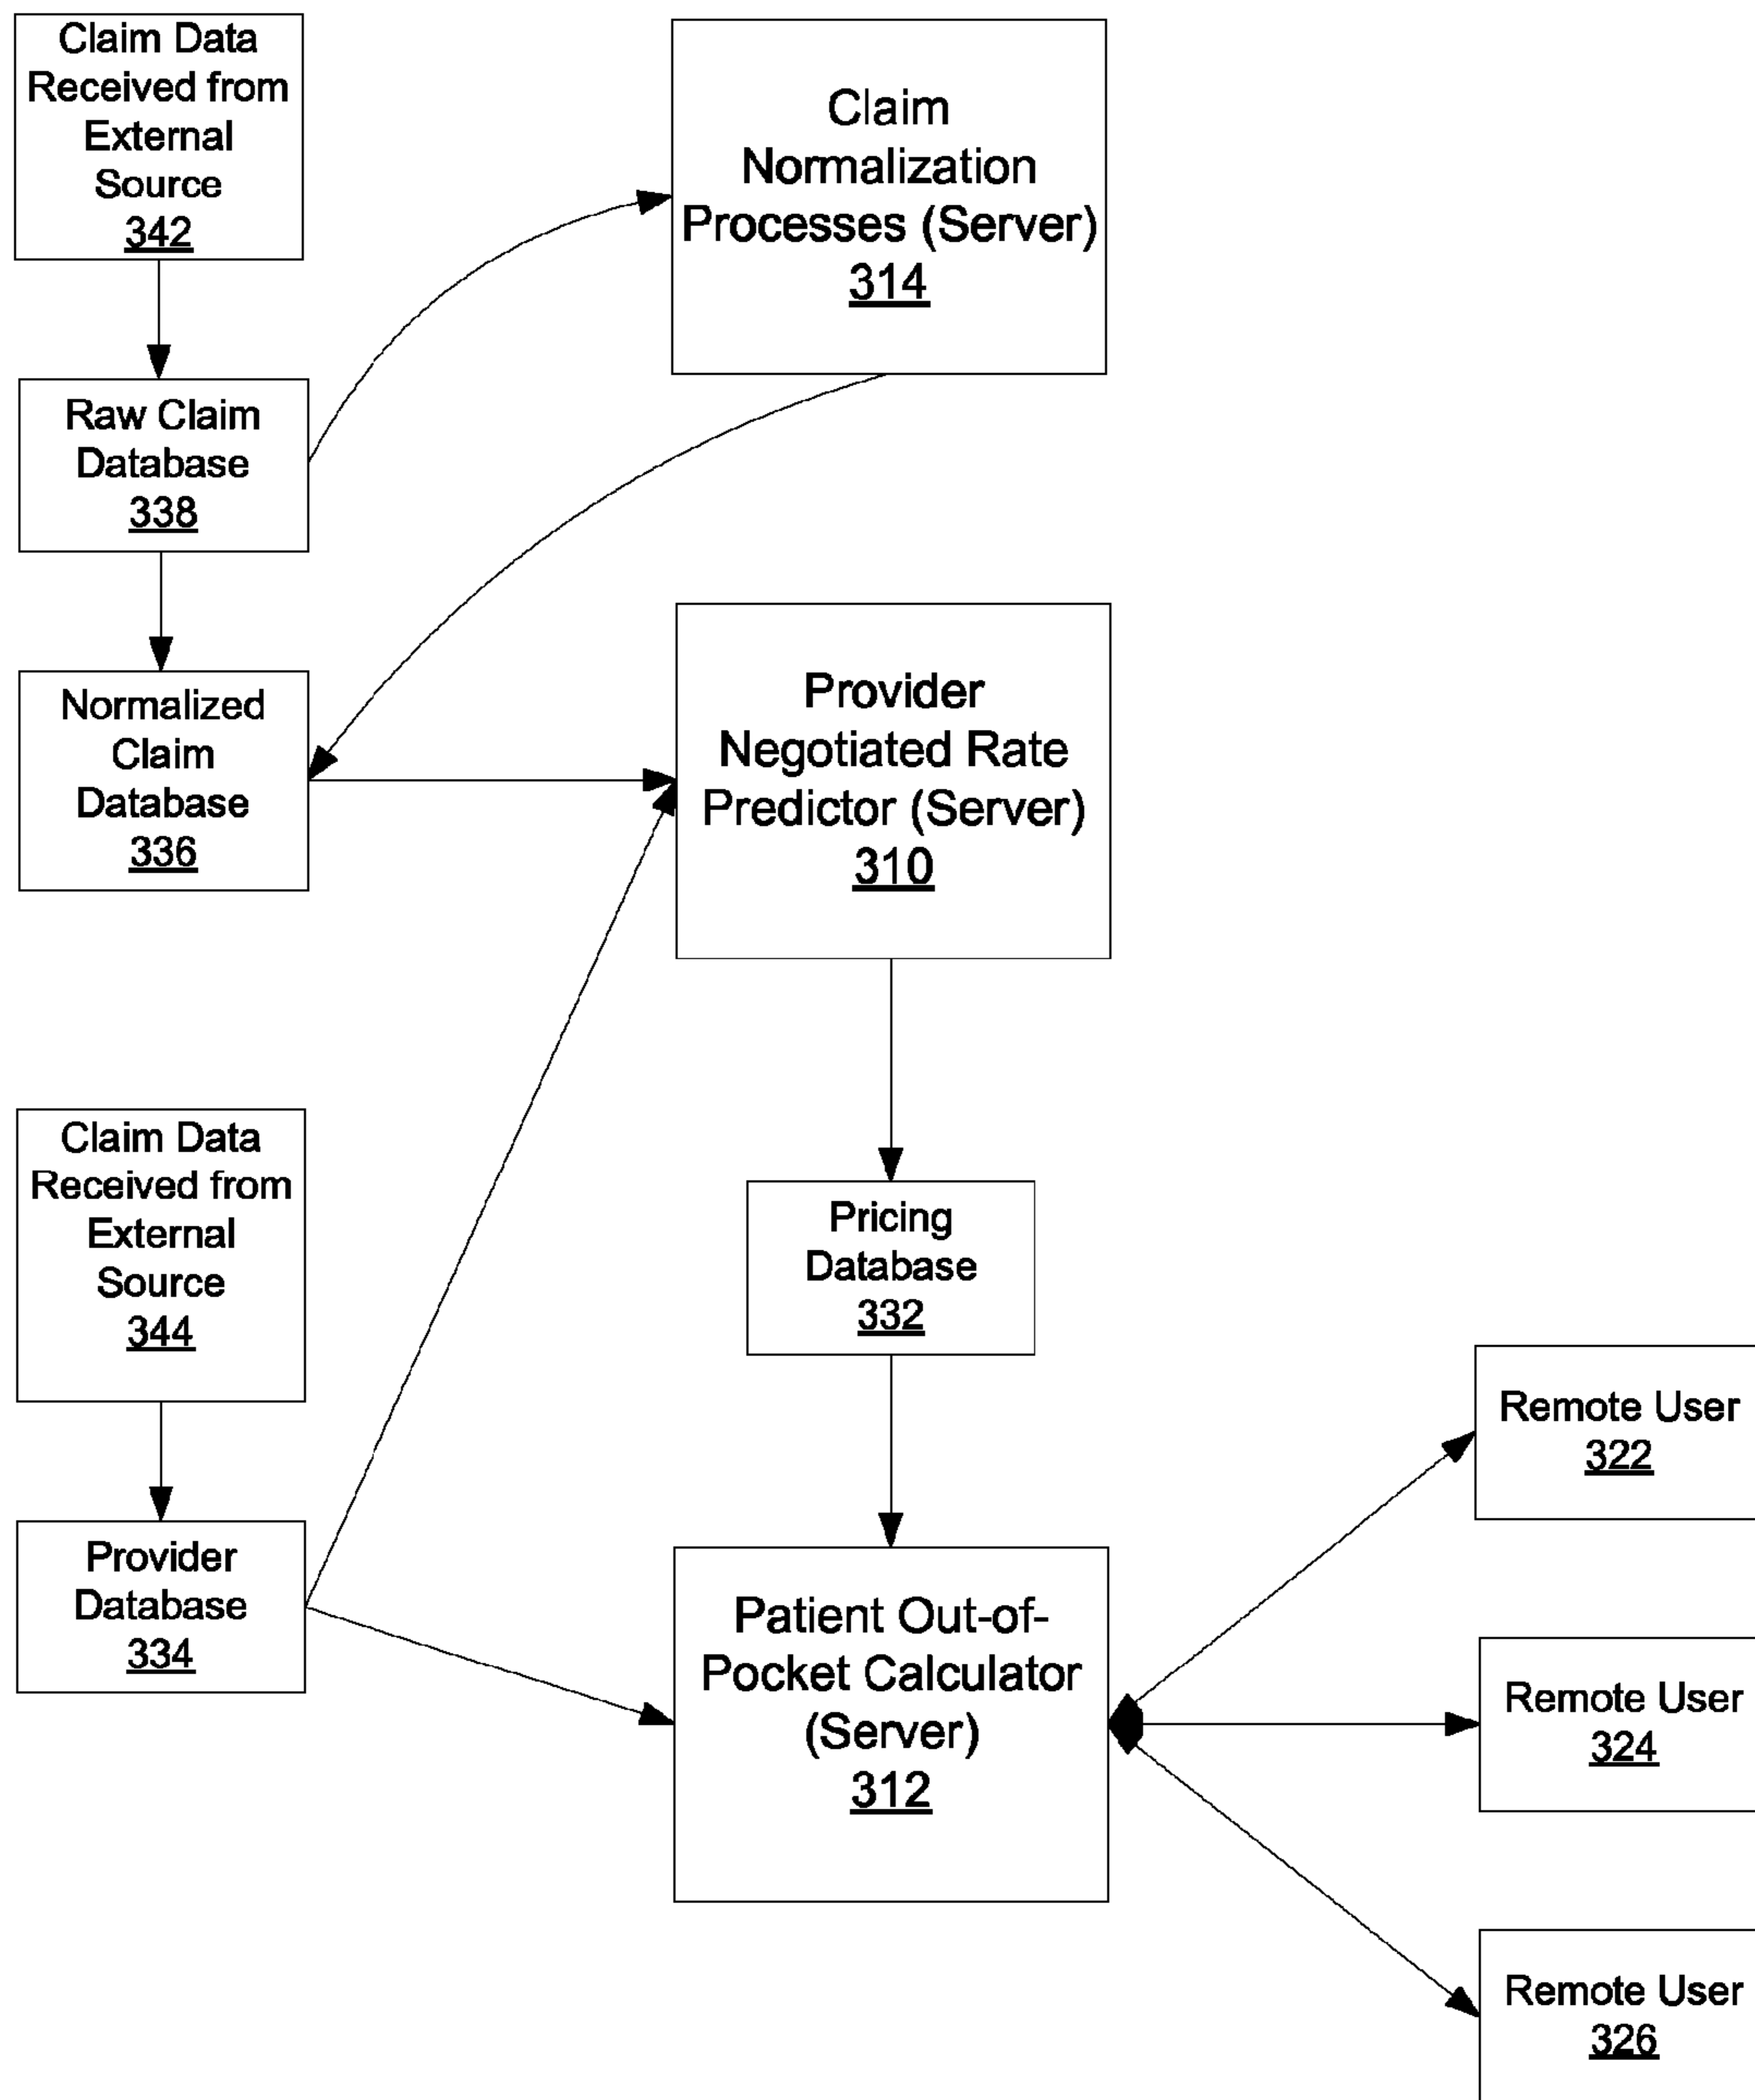 Claim Data
Received from
External
Source
342
Claim
Normalization
Processes (Server)
314
Raw Claim
Database
338
Normalized
Claim
Database
336
Provider
Negotiated Rate
Predictor (Server)
310
Claim Data
Received from
External
Source
344
Pricing
Database
332
Provider
Database
334
Patient Out-of-
Pocket Calculator
(Server)
312
Remote User
322
Remote User
324
Remote User
326